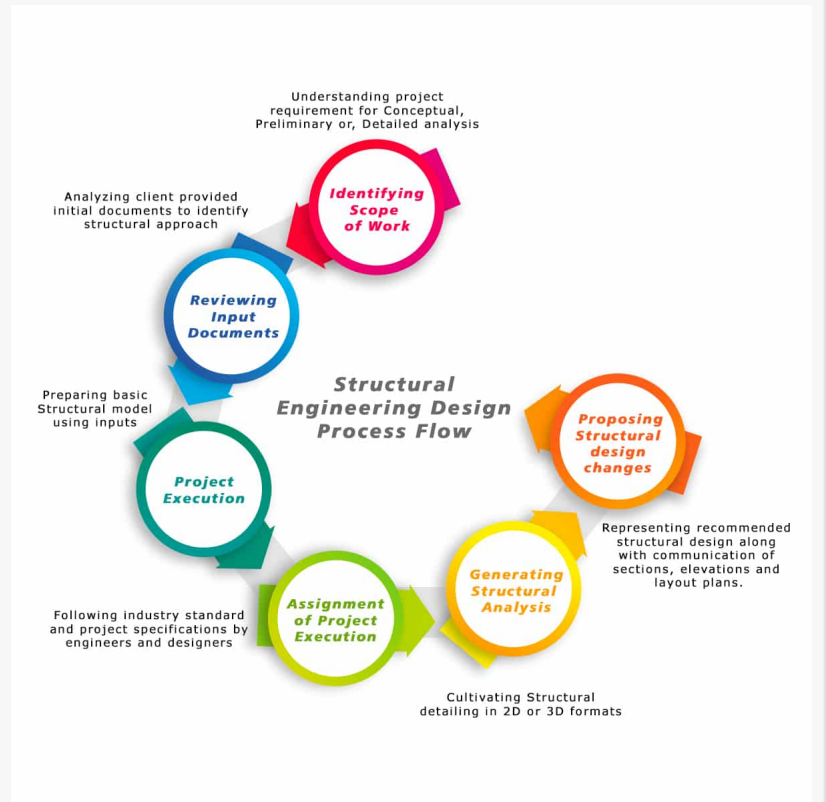 Understanding project
requirement for Conceptual,
Preliminary or, Detailed analysis
Identifying
Scope
of Work
Analyzing client provided
initial documents to identify
structural approach
Reviewing
Input
Documents
Preparing basic
Structural model
using inputs
Structural
Engineering Design
Process Flow
Project
Execution
Following industry standard
and project specifications by
engineers and designers
Assignment
of Project
Execution
Generating
Structural
Analysis
Cultivating Structural
detailing in 2D or 3D formats
Proposing
Structural
design
changes
Representing recommended
structural design along
with communication of
sections, elevations and
layout plans.